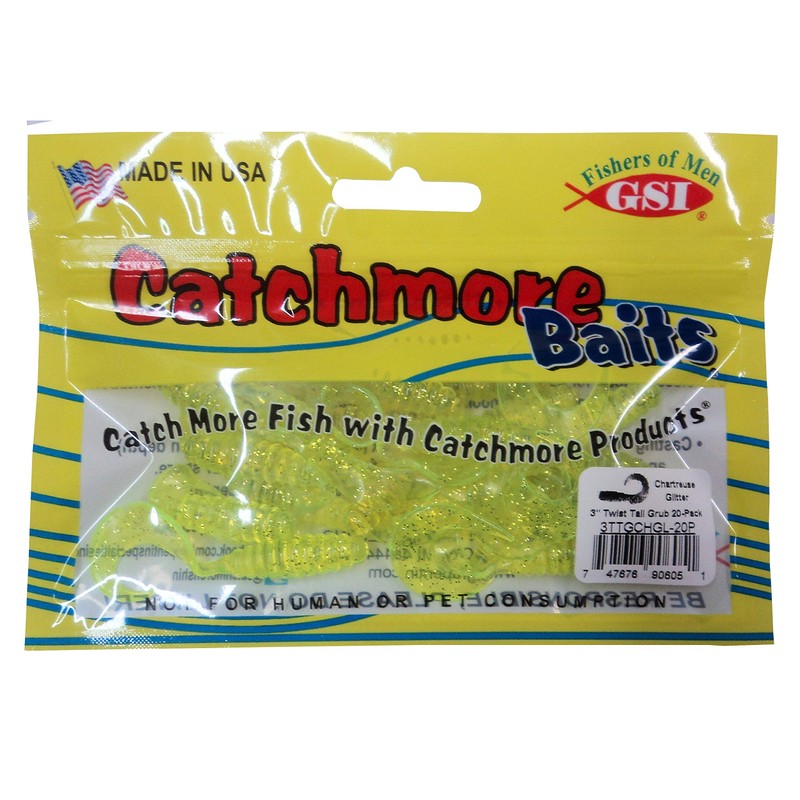 MADE IN USA
Fishers of Men
GSI®
Catchmore
Baits
Catch More Fish with Catchmore Products®
Chartreuse
Glitter
3" Twist Tail Grub 20-Pack
3TTGCHGL-20P
7 47676 90605 1
NOT FOR HUMAN OR PET CONSUMPTION